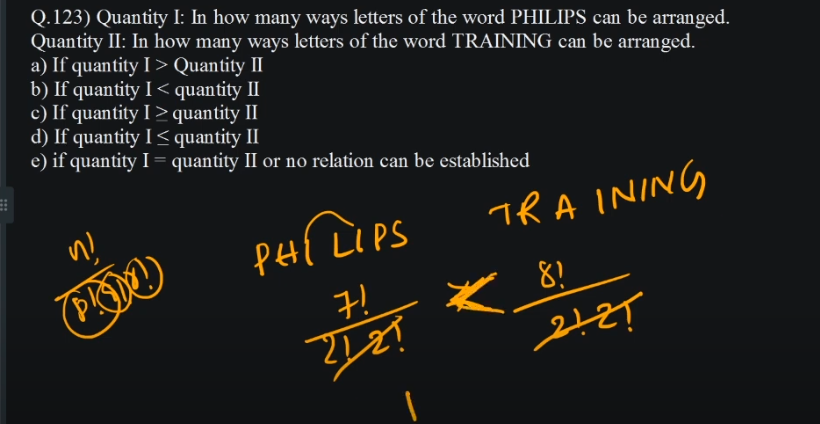 Q.123) Quantity I: In how many ways letters of the word PHILIPS can be arranged.
Quantity II: In how many ways letters of the word TRAINING can be arranged.
a) If quantity I > Quantity II
b) If quantity I < quantity II
c) If quantity I ≥ quantity II
d) If quantity I ≤ quantity II
e) if quantity I = quantity II or no relation can be established
TRAINING
PHILIPS
n!
8!
7!
<
2! 2!
2! 2!